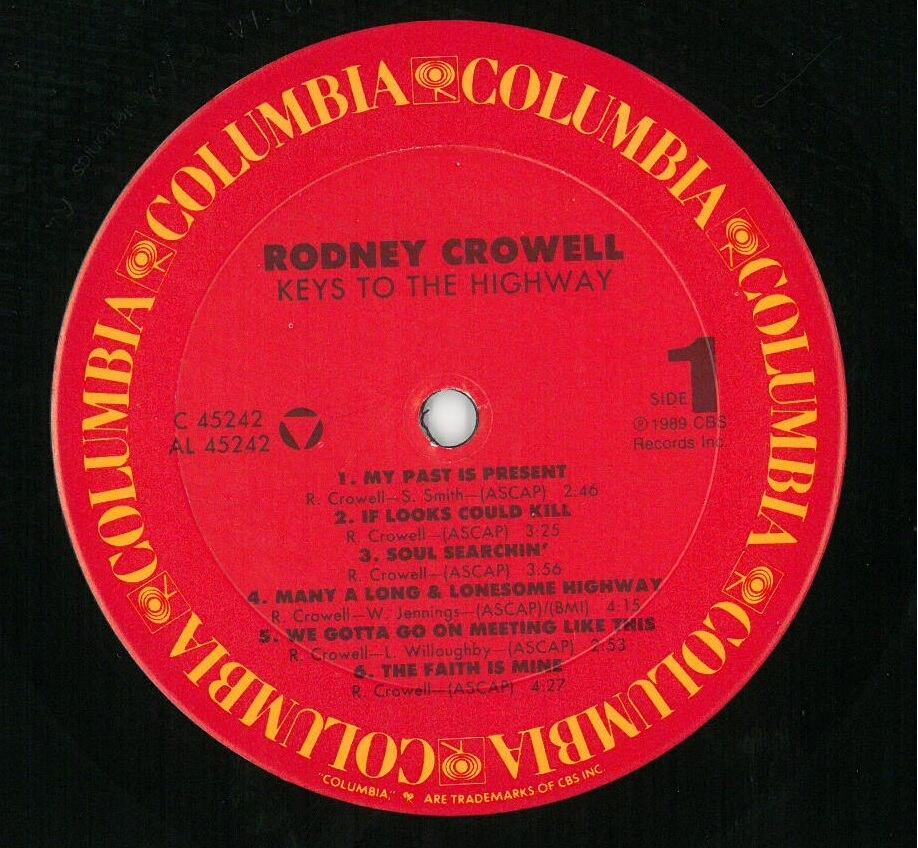 COLUMBIA COLUMBIA COLUMBIA COLUMBIA COLUMBIA COLUMBIA COLUMBIA COLUMBIA
RODNEY CROWELL
KEYS TO THE HIGHWAY
SIDE 1
C 45242
AL 45242
℗ 1989 CBS
Records Inc.
1. MY PAST IS PRESENT
R. Crowell—S. Smith—(ASCAP) 2:46
2. IF LOOKS COULD KILL
R. Crowell—(ASCAP) 3:25
3. SOUL SEARCHIN'
R. Crowell—(ASCAP) 3:56
4. MANY A LONG & LONESOME HIGHWAY
R. Crowell—W. Jennings—(ASCAP)/(BMI) 4:15
5. WE GOTTA GO ON MEETING LIKE THIS
R. Crowell—L. Willoughby—(ASCAP) 2:53
6. THE FAITH IS MINE
R. Crowell—(ASCAP) 4:27
"COLUMBIA," ARE TRADEMARKS OF CBS INC.